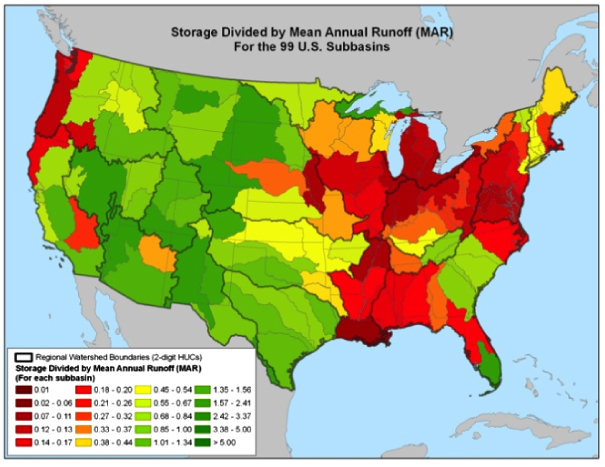 Storage Divided by Mean Annual Runoff (MAR)
For the 99 U.S. Subbasins
Regional Watershed Boundaries (2-digit HUCs)
Storage Divided by Mean Annual Runoff (MAR)
(For each subbasin)
0.01
0.02 - 0.06
0.07 - 0.11
0.12 - 0.13
0.14 - 0.17
0.18 - 0.20
0.21 - 0.26
0.27 - 0.32
0.33 - 0.37
0.38 - 0.44
0.45 - 0.54
0.55 - 0.67
0.68 - 0.84
0.85 - 1.00
1.01 - 1.34
1.35 - 1.56
1.57 - 2.41
2.42 - 3.37
3.38 - 5.00
> 5.00